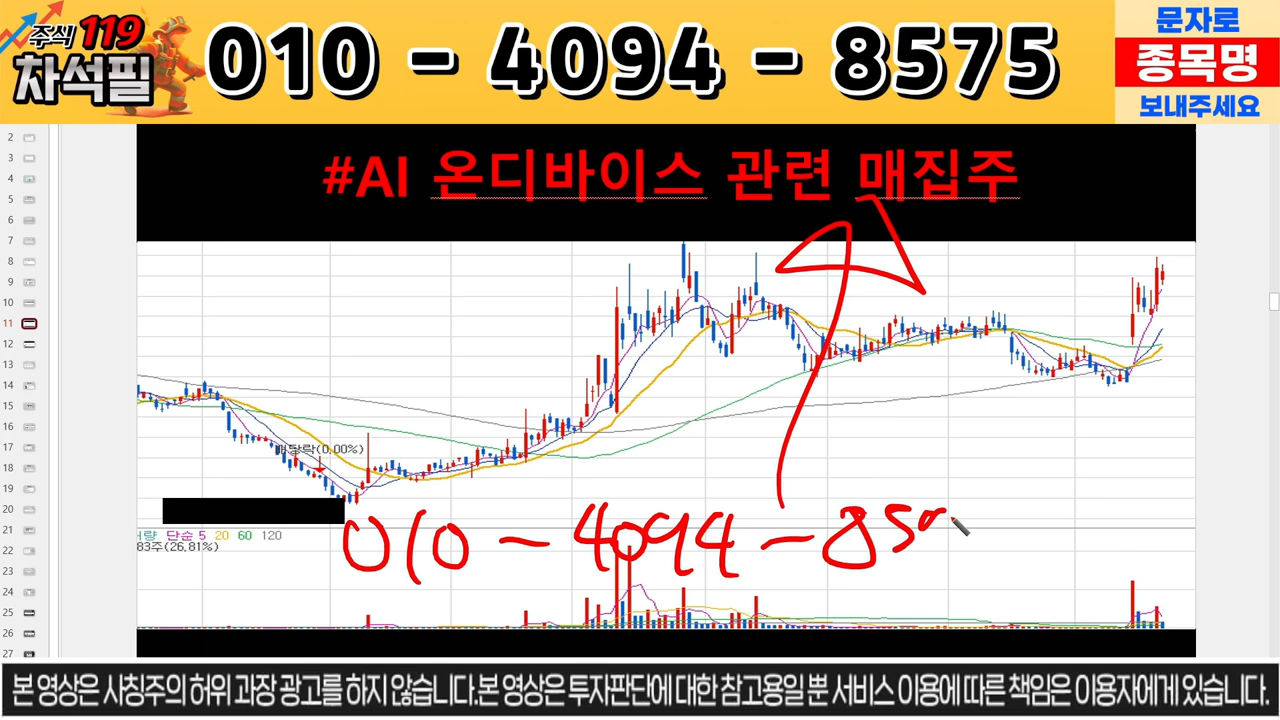 주식 119
차석필
010 - 4094 - 8575
문자로
종목명
보내주세요
#AI 온디바이스 관련 매집주
2
3
4
5
6
7
8
9
10
11
12
13
14
15
16
17
18
19
20
21
22
23
24
25
26
27
배당락(0.00%)
단순 5 20 60 120
83주(26.81%)
010 - 4094 - 85
본 영상은 사칭주의 허위 과장 광고를 하지 않습니다.본 영상은 투자판단에 대한 참고용일 뿐 서비스 이용에 따른 책임은 이용자에게 있습니다.